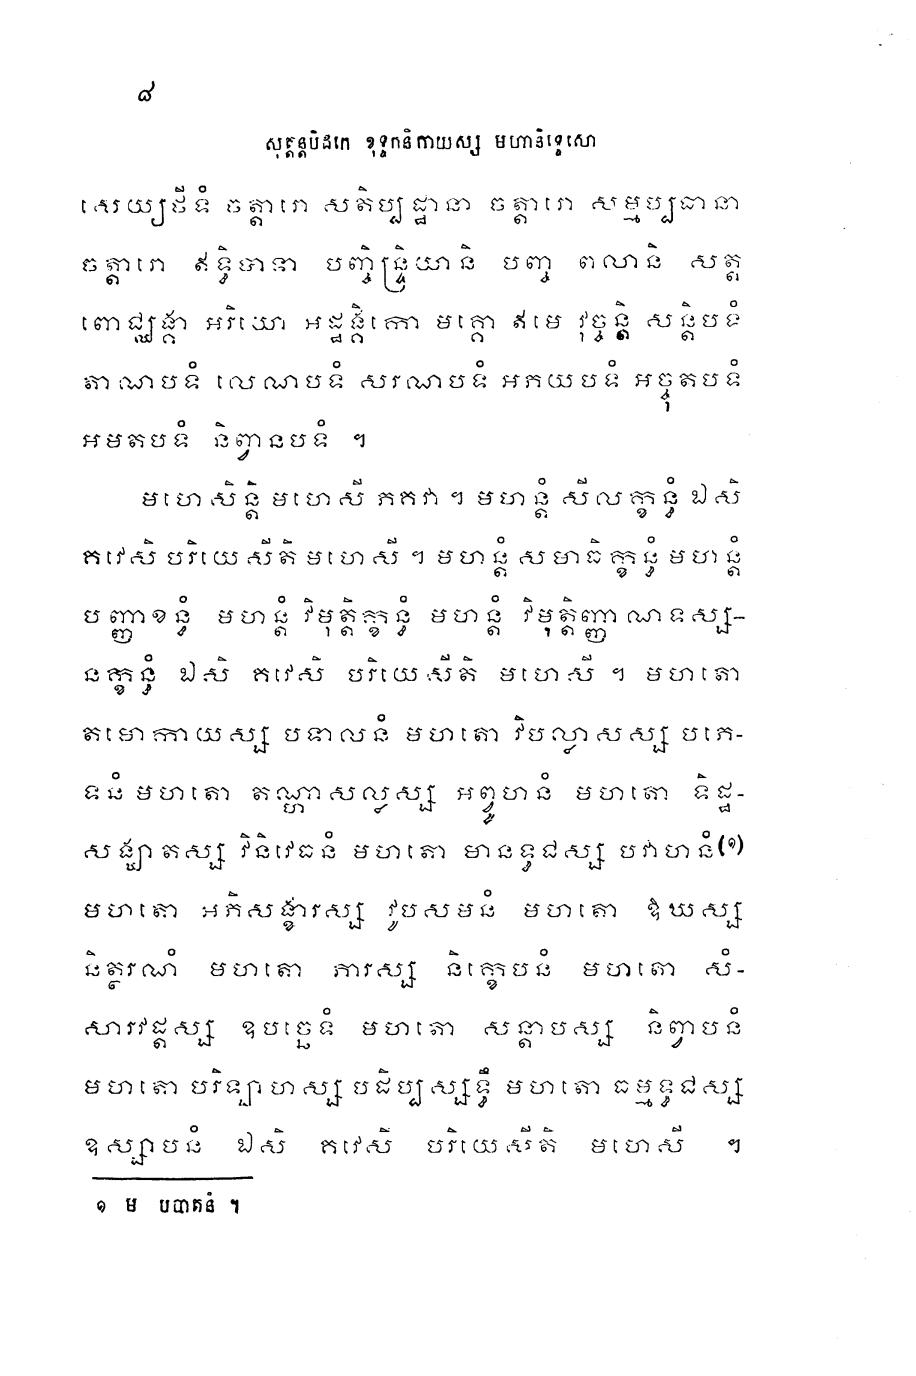 ៨
សុត្តន្តបិដកេ ខុទ្ទកនិកាយស្ស មហានិទ្ទេសោ
សេយ្យថីទំ ចត្តារោ សតិប្បដ្ឋានា ចត្តារោ សម្មប្បធានា
ចត្តារោ ឥទ្ធិបាទា បញ្ចិន្ទ្រិយានិ បញ្ច ពលានិ សត្ត
ពោជ្ឈង្គា អរិយោ អដ្ឋង្គិកោ មគ្គោ ឥមេ វុច្ចន្តិ សន្តិបទំ
តាណបទំ លេណបទំ សរណបទំ អភយបទំ អច្ចុតបទំ
អមតបទំ និព្វានបទំ ។
មហេសិន្តិ មហេសី ភគវា ។ មហន្តំ សីលក្ខន្ធំ ឯសិ
គវេសិ បរិយេសីតិ មហេសី ។ មហន្តំ សមាធិក្ខន្ធំ មហន្តំ
បញ្ញាខន្ធំ មហន្តំ វិមុត្តិក្ខន្ធំ មហន្តំ វិមុត្តិញ្ញាណទស្ស-
នក្ខន្ធំ ឯសិ គវេសិ បរិយេសីតិ មហេសី ។ មហតោ
តមោកាយស្ស បទាលនំ មហតោ វិបល្លាសស្ស បភេ-
ទនំ មហតោ តណ្ហាសល្លស្ស អព្វូហនំ មហតោ ទិដ្ឋ-
សង្ឃាតស្ស វិនិវេធនំ មហតោ មានទ្ធជស្ស បវាហនំ(១)
មហតោ អភិសង្ខារស្ស វូបសមនំ មហតោ ឱឃស្ស
និត្ថរណំ មហតោ ភារស្ស និក្ខេបនំ មហតោ សំ-
សារវដ្តស្ស ឧបច្ឆេទំ មហតោ សន្តាបស្ស និព្វាបនំ
មហតោ បរិឡាហស្ស បដិប្បស្សទ្ធឹ មហតោ ធម្មទ្ធជស្ស
ឧស្សាបនំ ឯសិ គវេសិ បរិយេសីតិ មហេសី ។
១ ម បបាតនំ ។